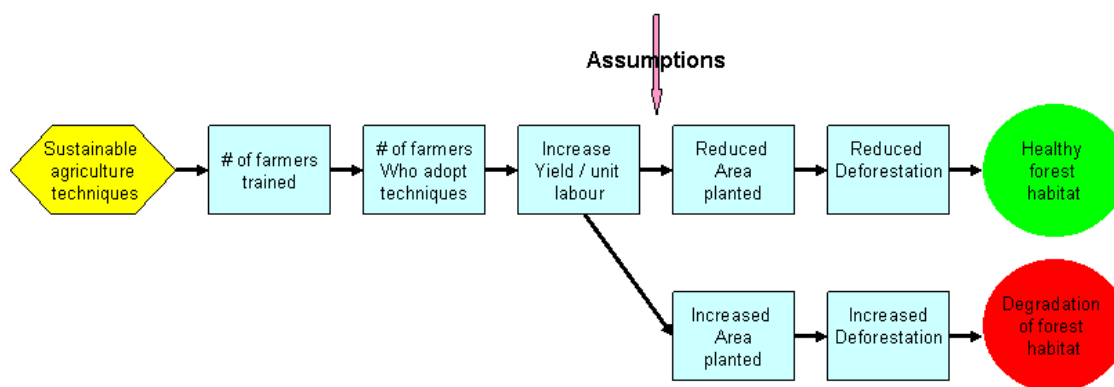 Assumptions
Sustainable
agriculture
techniques
# of farmers
trained
# of farmers
Who adopt
techniques
Increase
Yield / unit
labour
Reduced
Area
planted
Reduced
Deforestation
Healthy
forest
habitat
Increased
Area
planted
Increased
Deforestation
Degradation
of forest
habitat